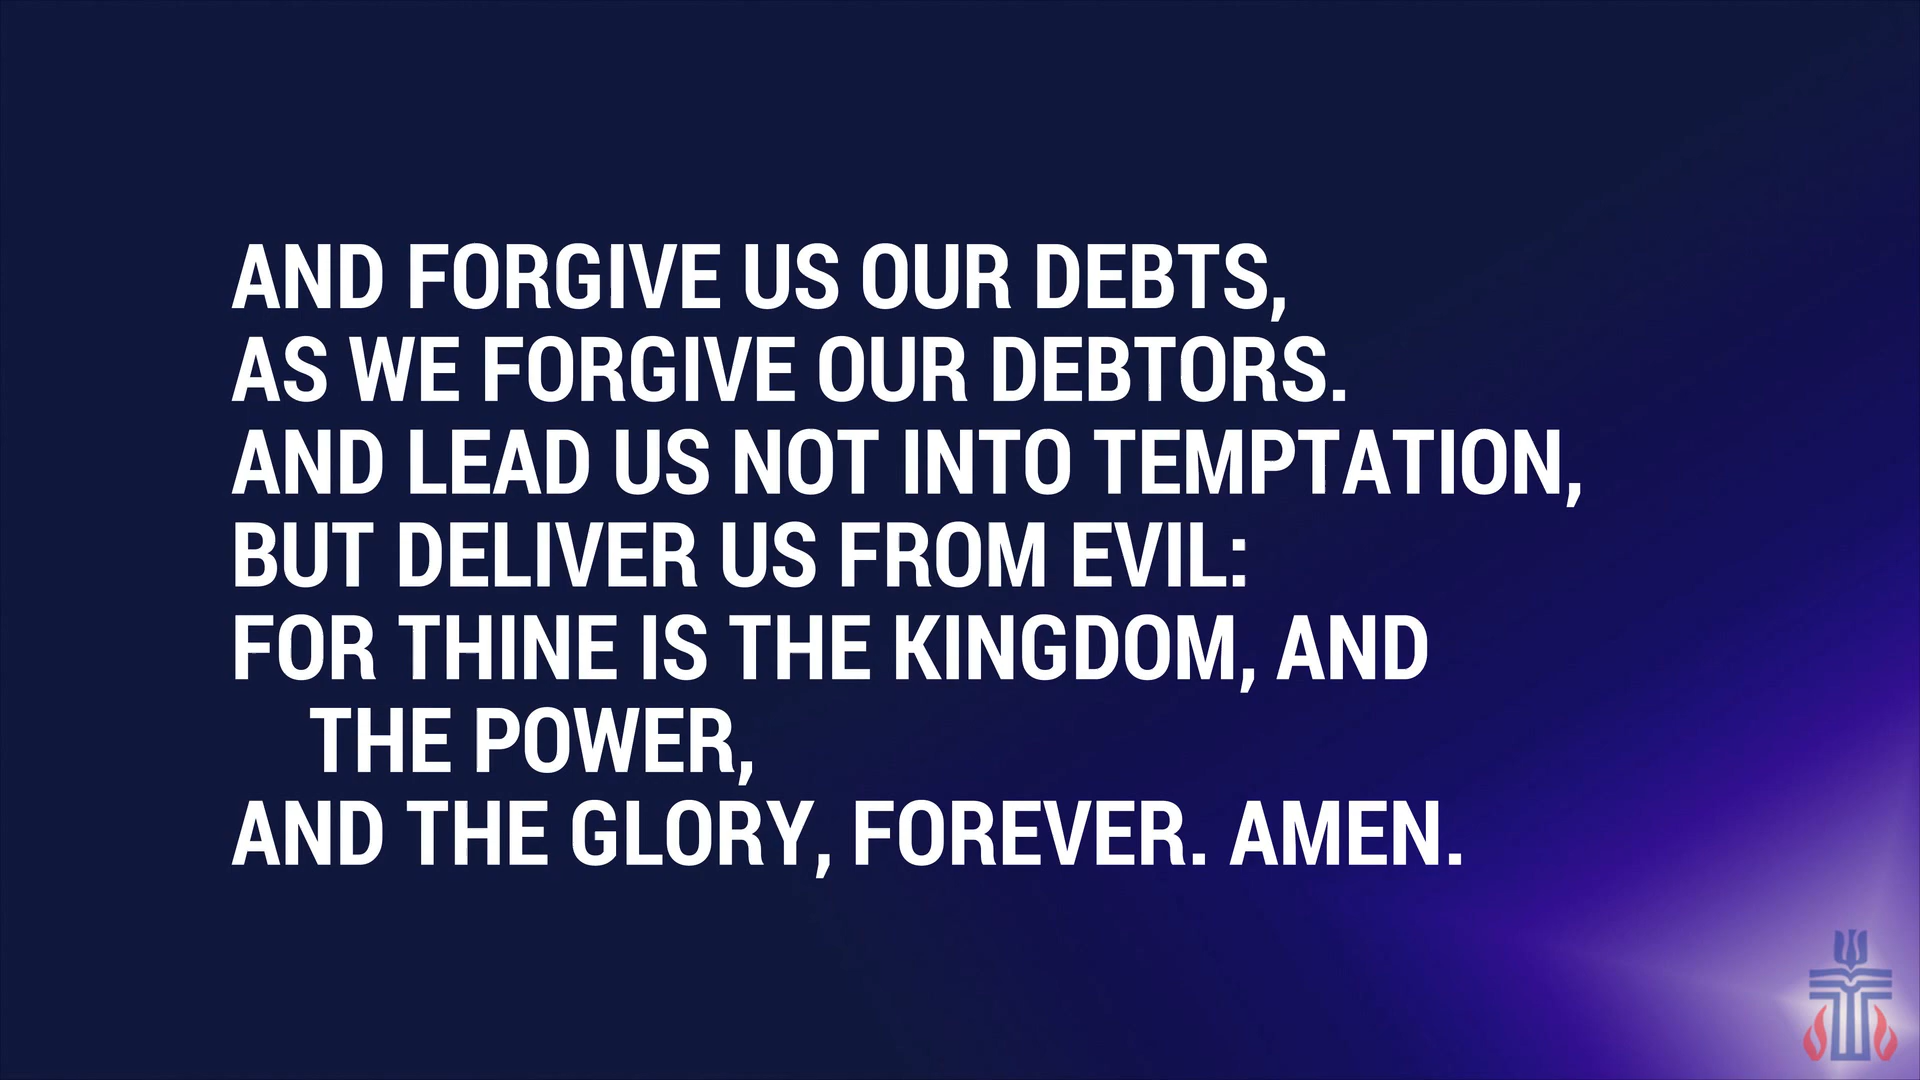 AND FORGIVE US OUR DEBTS,
AS WE FORGIVE OUR DEBTORS.
AND LEAD US NOT INTO TEMPTATION,
BUT DELIVER US FROM EVIL:
FOR THINE IS THE KINGDOM, AND
THE POWER,
AND THE GLORY, FOREVER. AMEN.